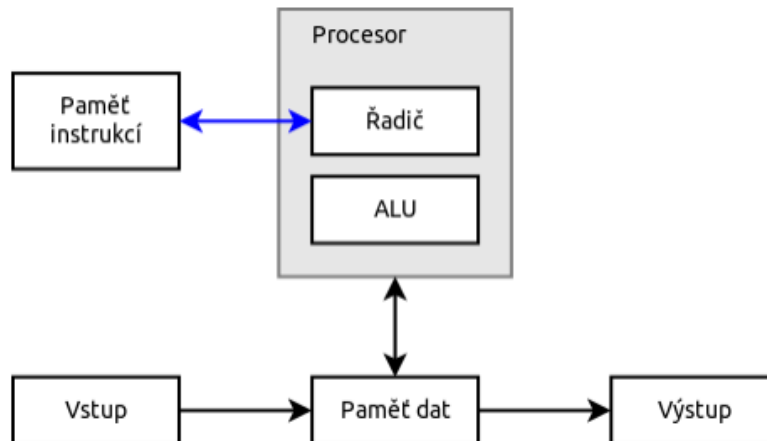 Procesor
Paměť
instrukcí
Řadič
ALU
Vstup
Paměť dat
Výstup